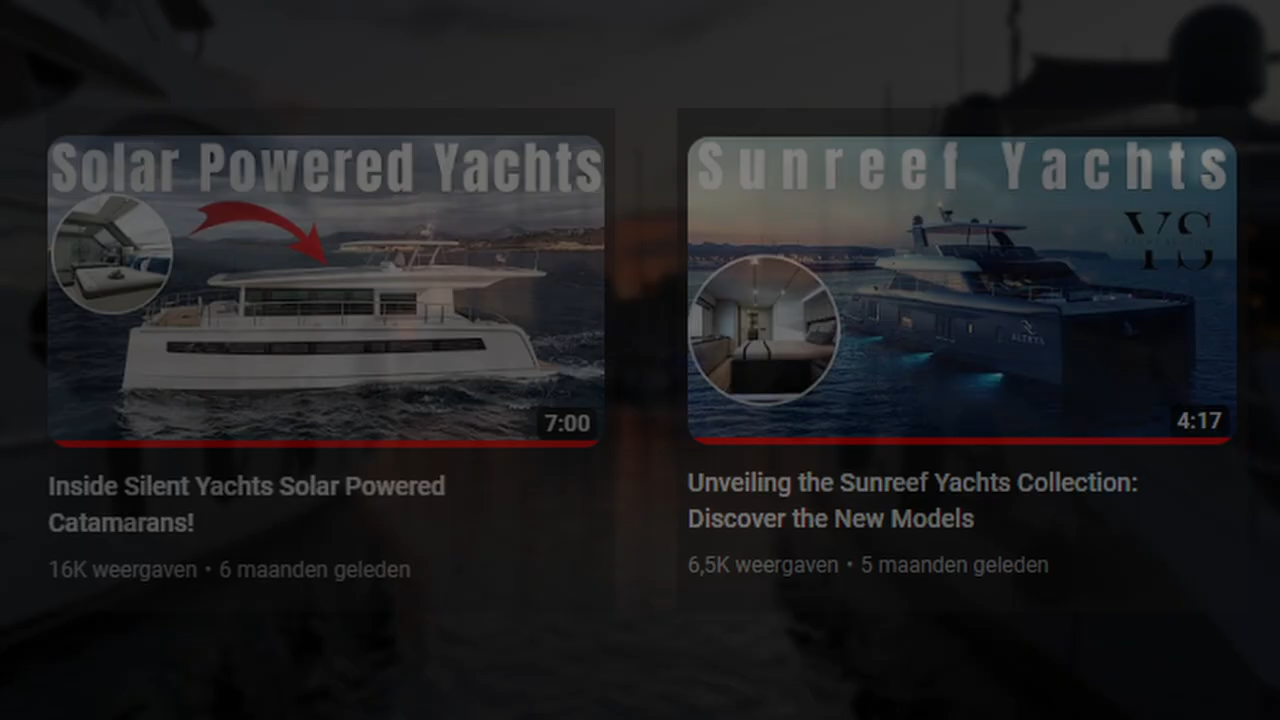 Solar Powered Yachts
7:00
Inside Silent Yachts Solar Powered
Catamarans!
16K weergaven • 6 maanden geleden
Sunreef Yachts
YS
ALTEYA
4:17
Unveiling the Sunreef Yachts Collection:
Discover the New Models
6,5K weergaven • 5 maanden geleden